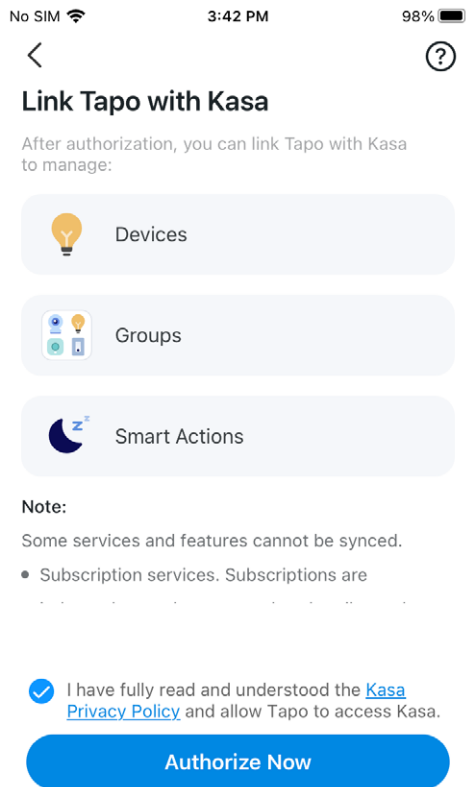 No SIM 3:42 PM 98%
Link Tapo with Kasa
After authorization, you can link Tapo with Kasa
to manage:
Devices
Groups
z z
Smart Actions
Note:
Some services and features cannot be synced.
• Subscription services. Subscriptions are
I have fully read and understood the Kasa
Privacy Policy and allow Tapo to access Kasa.
Authorize Now